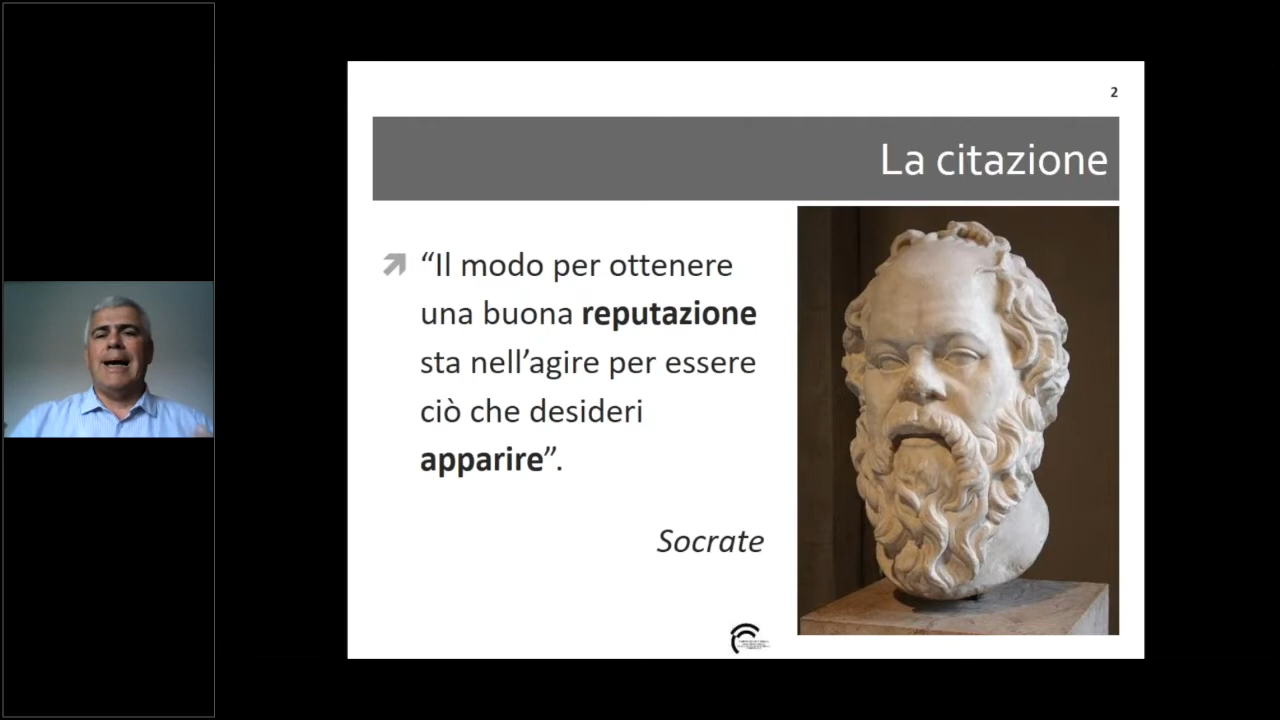 2
La citazione
“Il modo per ottenere
una buona reputazione
sta nell’agire per essere
ciò che desideri
apparire”.
Socrate